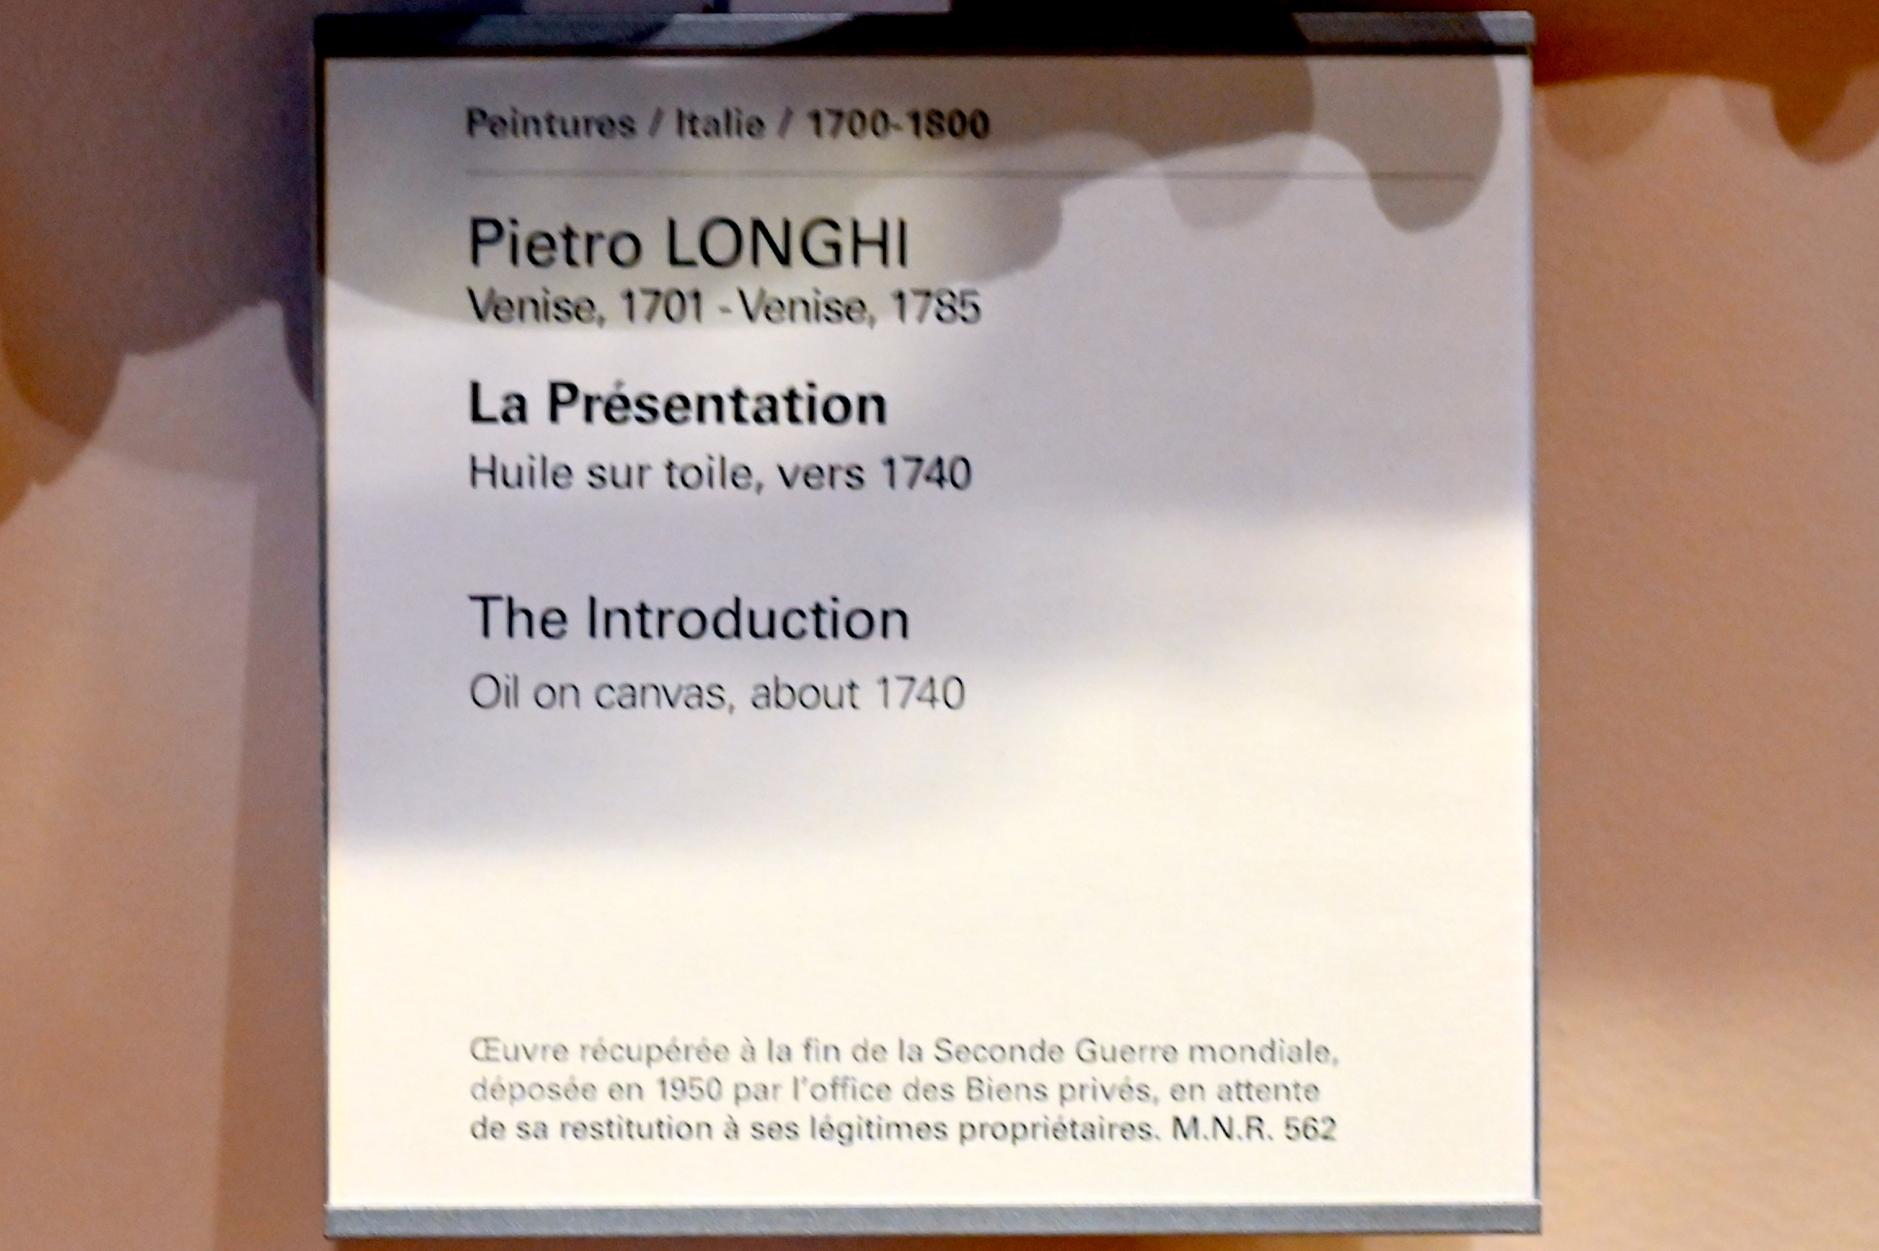 Peintures / Italie / 1700-1800
Pietro LONGHI
Venise, 1701 - Venise, 1785
La Présentation
Huile sur toile, vers 1740
The Introduction
Oil on canvas, about 1740
Œuvre récupérée à la fin de la Seconde Guerre mondiale,
déposée en 1950 par l'office des Biens privés, en attente
de sa restitution à ses légitimes propriétaires. M.N.R. 562